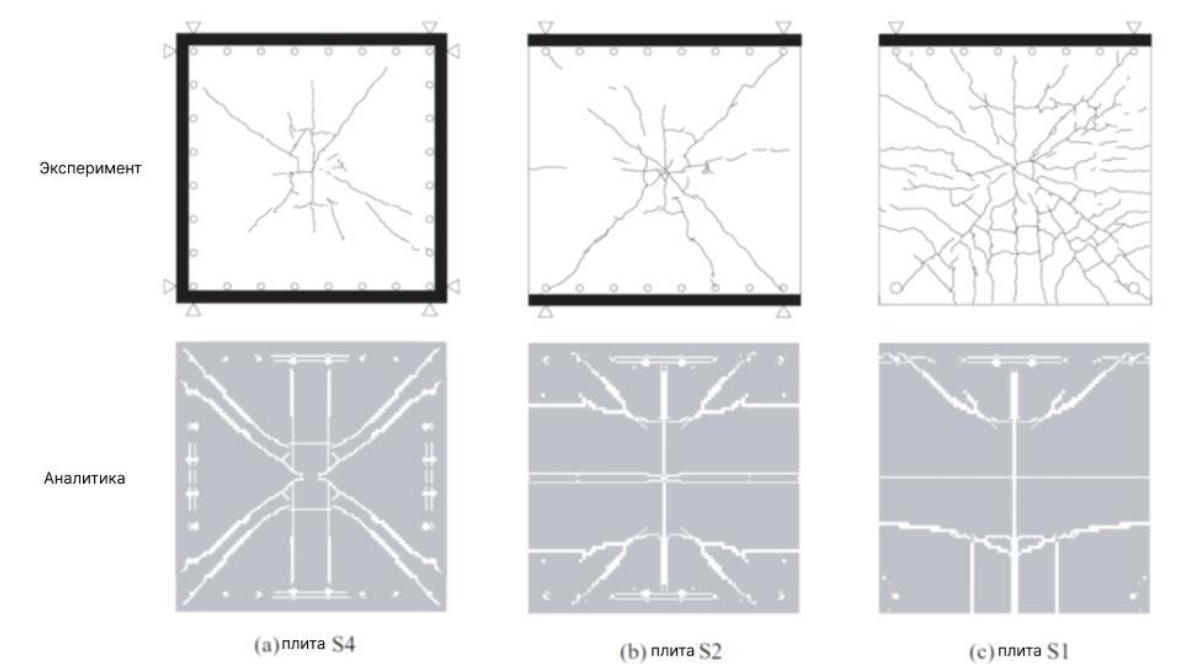 Эксперимент
Аналитика
(a) плита S4
(b) плита S2
(c) плита S1